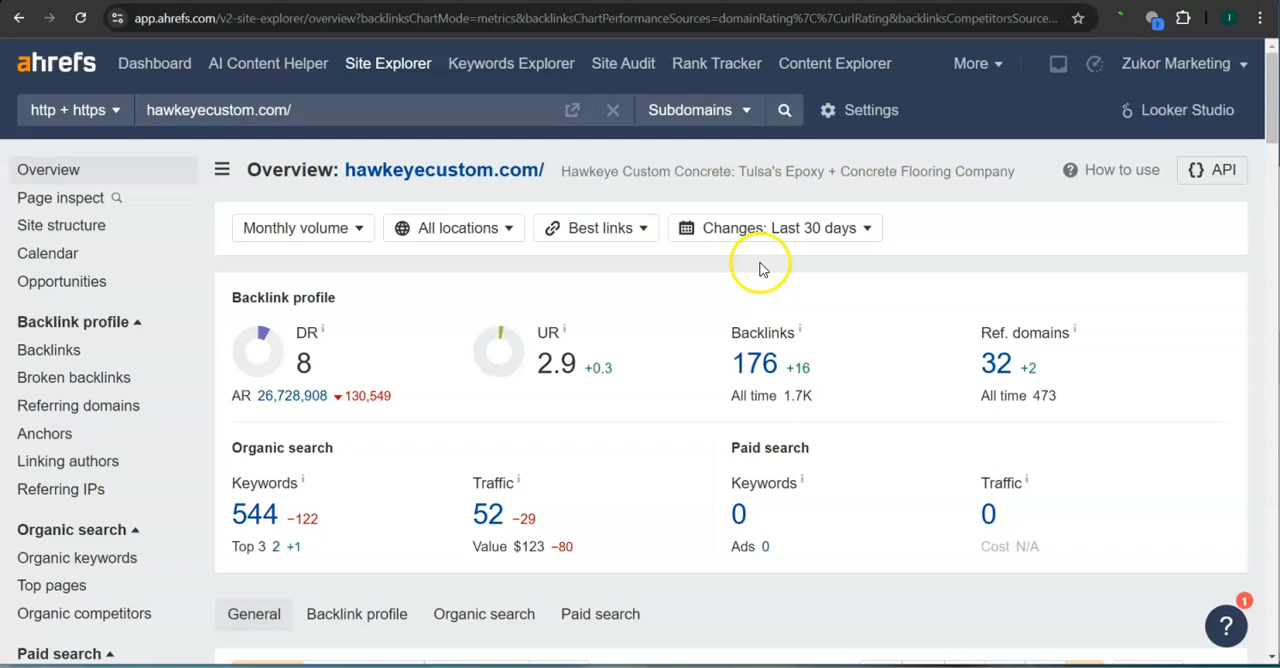 app.ahrefs.com/v2-site-explorer/overview?backlinksChartMode=metrics&backlinksChartPerformanceSources=domainRating%7C%7CurlRating&backlinksCompetitorsSource...
ahrefs Dashboard AI Content Helper Site Explorer Keywords Explorer Site Audit Rank Tracker Content Explorer More Zukor Marketing
http + https hawkeyecustom.com/ Subdomains Settings Looker Studio
Overview
Page inspect
Site structure
Calendar
Opportunities
Backlink profile
Backlinks
Broken backlinks
Referring domains
Anchors
Linking authors
Referring IPs
Organic search
Organic keywords
Top pages
Organic competitors
Paid search
Overview: hawkeyecustom.com/ Hawkeye Custom Concrete: Tulsa's Epoxy + Concrete Flooring Company How to use {} API
Monthly volume All locations Best links Changes: Last 30 days
Backlink profile
DR UR Backlinks Ref. domains
8 2.9 +0.3 176 +16 32 +2
AR 26,728,908 130,549 All time 1.7K All time 473
Organic search Paid search
Keywords Traffic Keywords Traffic
544 −122 52 −29 0 0
Top 3 2 +1 Value $123 −80 Ads 0 Cost N/A
General Backlink profile Organic search Paid search
? 1